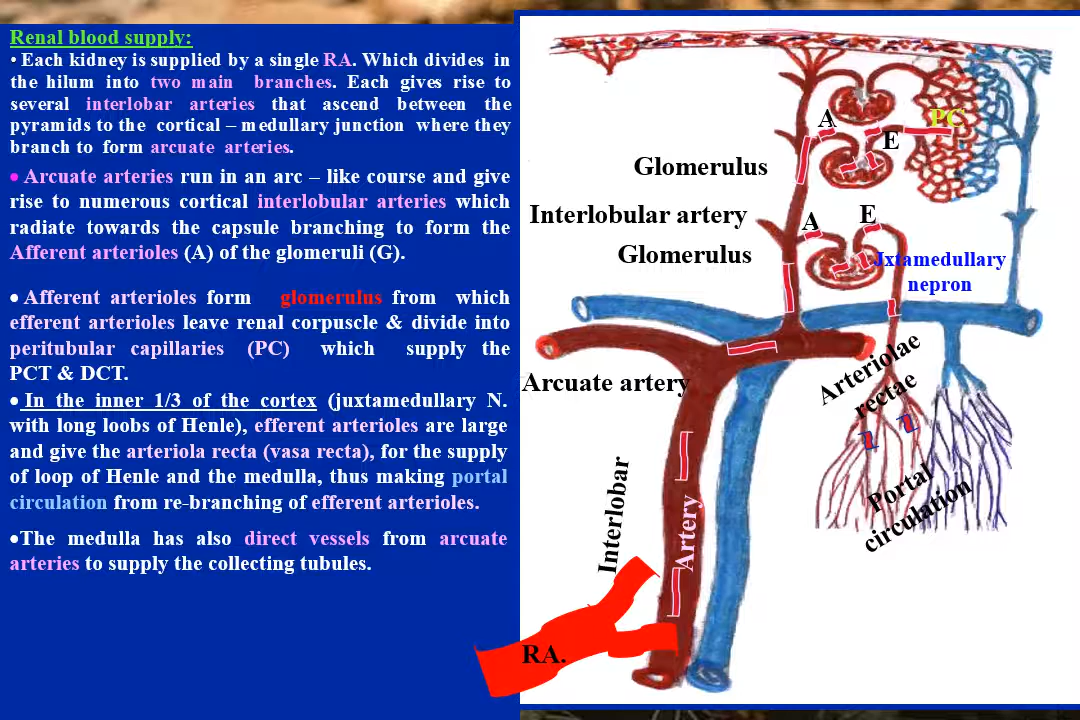 Renal blood supply:
• Each kidney is supplied by a single RA. Which divides in
the hilum into two main branches. Each gives rise to
several interlobar arteries that ascend between the
pyramids to the cortical – medullary junction where they
branch to form arcuate arteries.
• Arcuate arteries run in an arc – like course and give
rise to numerous cortical interlobular arteries which
radiate towards the capsule branching to form the
Afferent arterioles (A) of the glomeruli (G).
• Afferent arterioles form glomerulus from which
efferent arterioles leave renal corpuscle & divide into
peritubular capillaries (PC) which supply the
PCT & DCT.
• In the inner 1/3 of the cortex (juxtamedullary N.
with long loobs of Henle), efferent arterioles are large
and give the arteriola recta (vasa recta), for the supply
of loop of Henle and the medulla, thus making portal
circulation from re-branching of efferent arterioles.
•The medulla has also direct vessels from arcuate
arteries to supply the collecting tubules.
A
PC
E
Glomerulus
Interlobular artery
A
E
Glomerulus
Jxtamedullary
nepron
Arcuate artery
Arteriolae
rectae
Interlobar
Artery
Portal
circulation
RA.